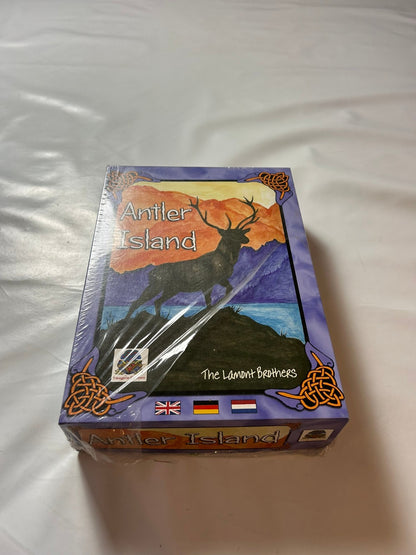 Antler
Island
The Lamont Brothers
Antler Island